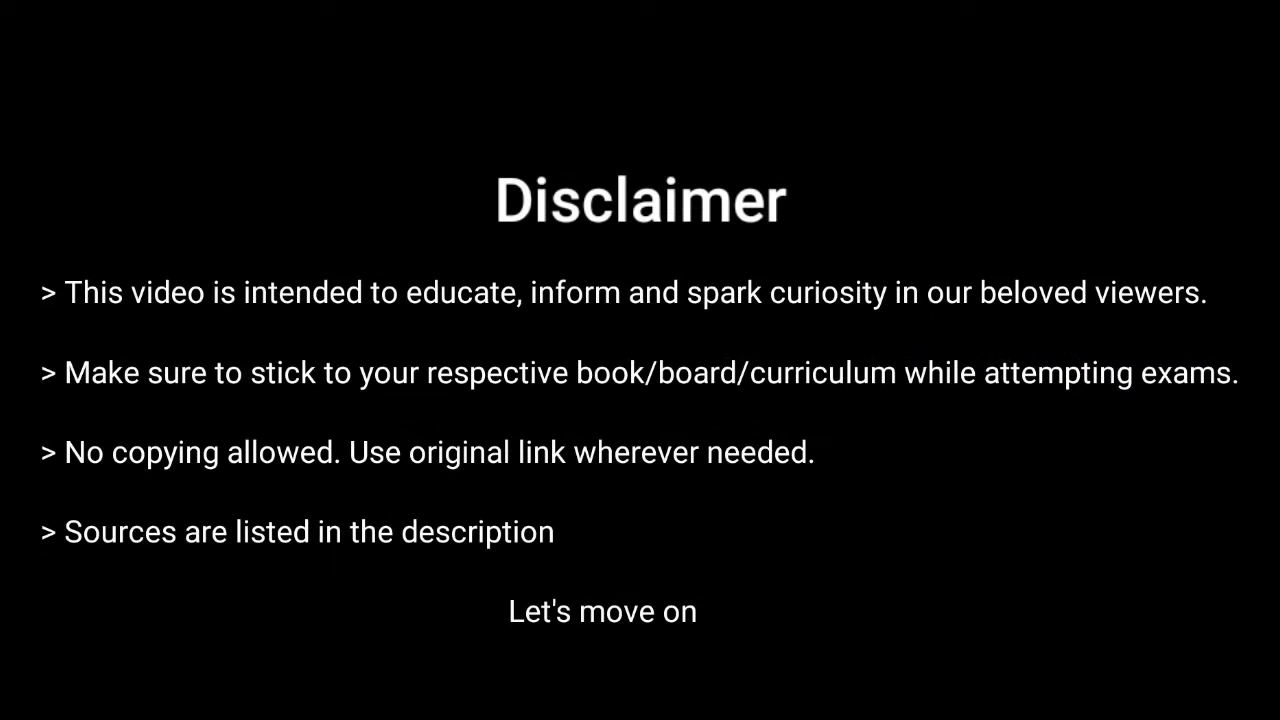 Disclaimer
> This video is intended to educate, inform and spark curiosity in our beloved viewers.
> Make sure to stick to your respective book/board/curriculum while attempting exams.
> No copying allowed. Use original link wherever needed.
> Sources are listed in the description
Let's move on